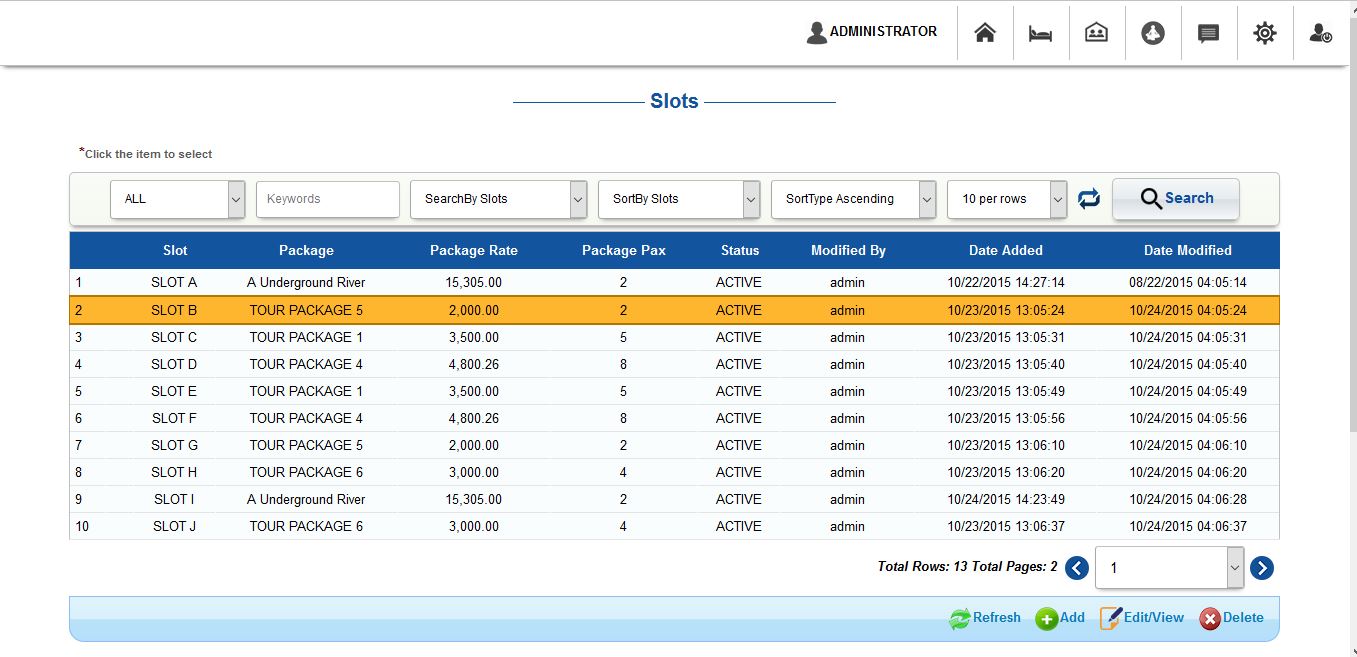 ADMINISTRATOR
Slots
*Click the item to select
ALL Keywords SearchBy Slots SortBy Slots SortType Ascending 10 per rows Search
Slot Package Package Rate Package Pax Status Modified By Date Added Date Modified
1 SLOT A A Underground River 15,305.00 2 ACTIVE admin 10/22/2015 14:27:14 08/22/2015 04:05:14
2 SLOT B TOUR PACKAGE 5 2,000.00 2 ACTIVE admin 10/23/2015 13:05:24 10/24/2015 04:05:24
3 SLOT C TOUR PACKAGE 1 3,500.00 5 ACTIVE admin 10/23/2015 13:05:31 10/24/2015 04:05:31
4 SLOT D TOUR PACKAGE 4 4,800.26 8 ACTIVE admin 10/23/2015 13:05:40 10/24/2015 04:05:40
5 SLOT E TOUR PACKAGE 1 3,500.00 5 ACTIVE admin 10/23/2015 13:05:49 10/24/2015 04:05:49
6 SLOT F TOUR PACKAGE 4 4,800.26 8 ACTIVE admin 10/23/2015 13:05:56 10/24/2015 04:05:56
7 SLOT G TOUR PACKAGE 5 2,000.00 2 ACTIVE admin 10/23/2015 13:06:10 10/24/2015 04:06:10
8 SLOT H TOUR PACKAGE 6 3,000.00 4 ACTIVE admin 10/23/2015 13:06:20 10/24/2015 04:06:20
9 SLOT I A Underground River 15,305.00 2 ACTIVE admin 10/24/2015 14:23:49 10/24/2015 04:06:28
10 SLOT J TOUR PACKAGE 6 3,000.00 4 ACTIVE admin 10/23/2015 13:06:37 10/24/2015 04:06:37
Total Rows: 13 Total Pages: 2 1
Refresh Add Edit/View Delete